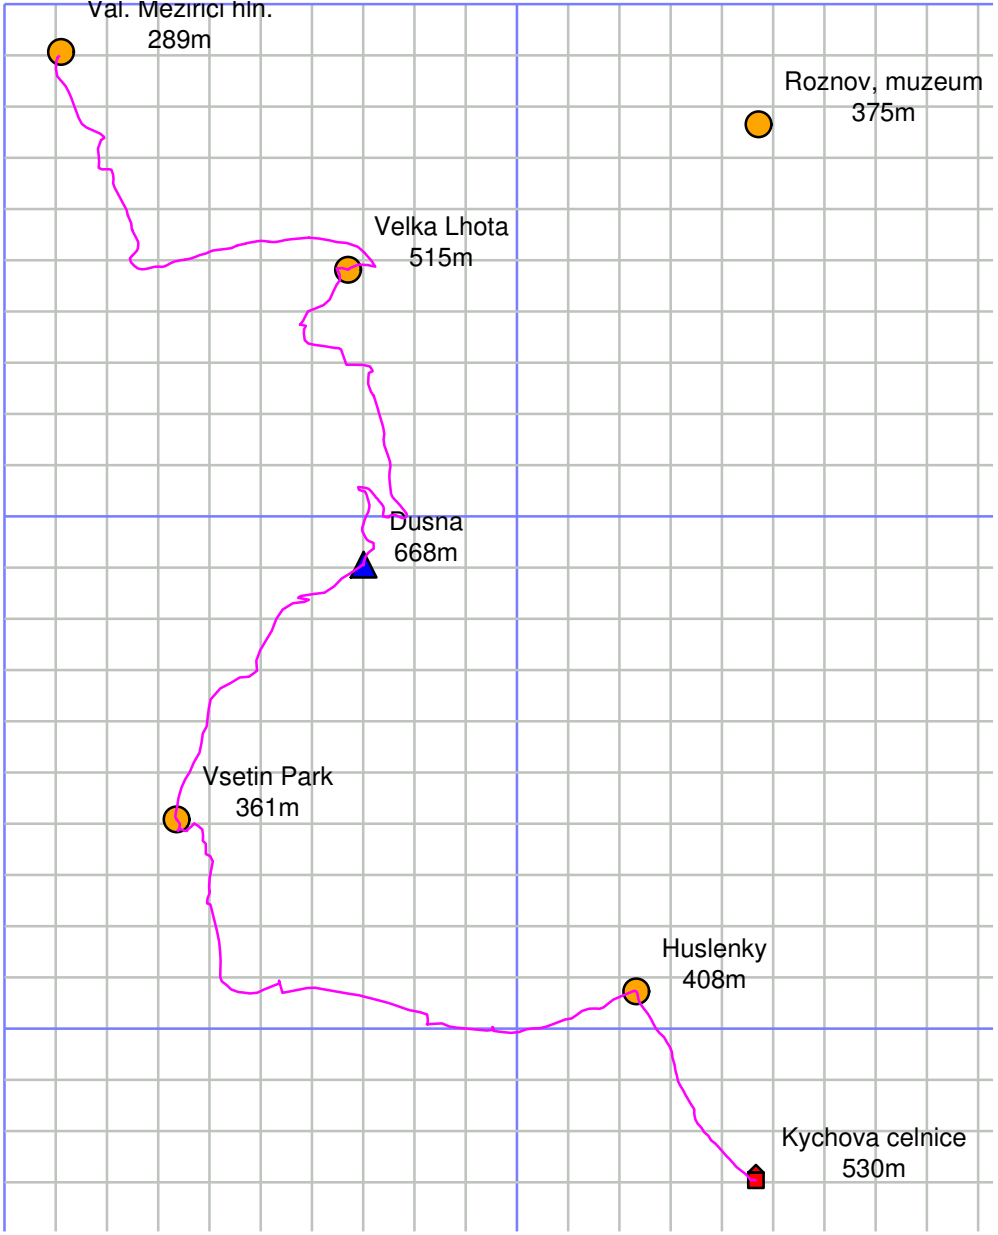 Val. Mezirici hln.
289m
Roznov, muzeum
375m
Velka Lhota
515m
Dusna
668m
Vsetin Park
361m
Huslenky
408m
Kychova celnice
530m